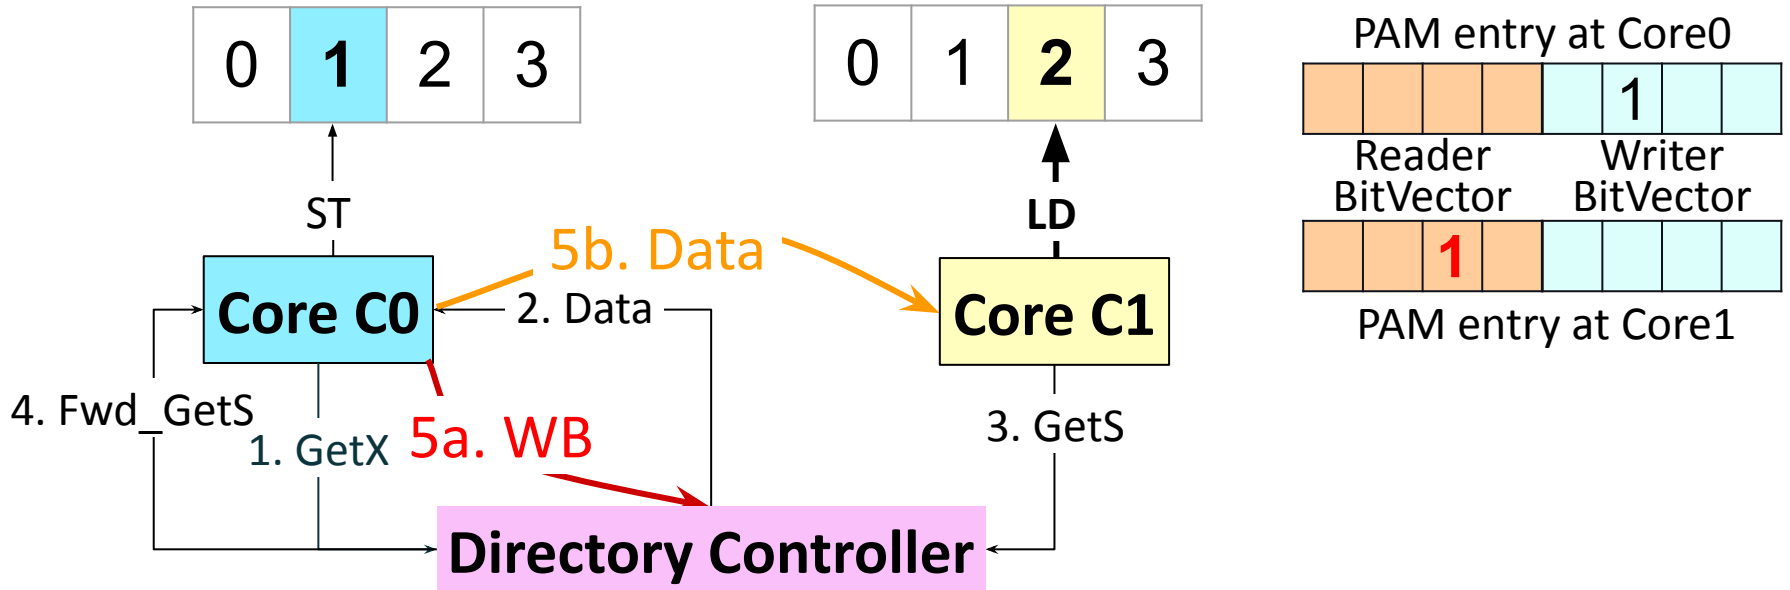 0 1 2 3
0 1 2 3
PAM entry at Core0
1
Reader BitVector
Writer BitVector
1
PAM entry at Core1
ST
LD
5b. Data
Core C0
2. Data
Core C1
4. Fwd_GetS
1. GetX
5a. WB
3. GetS
Directory Controller